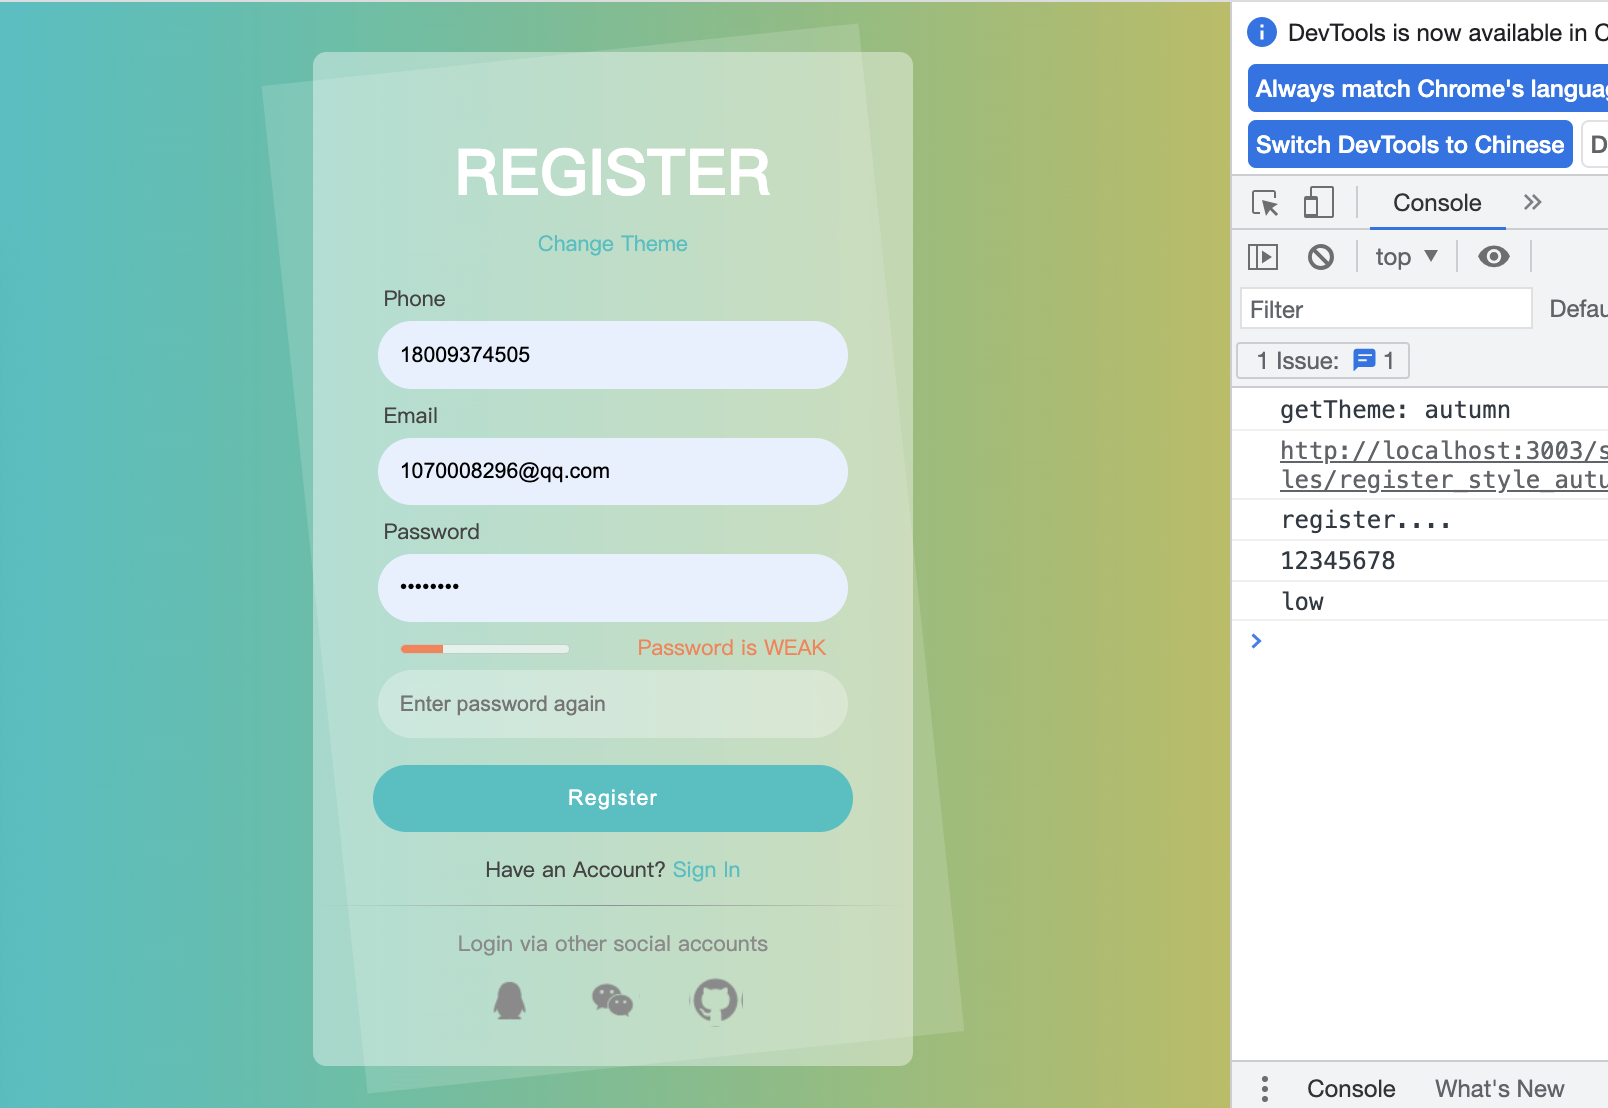 REGISTER
Change Theme
Phone
18009374505
Email
1070008296@qq.com
Password
••••••••
Password is WEAK
Enter password again
Register
Have an Account? Sign In
Login via other social accounts
DevTools is now available in C
Always match Chrome's languag
Switch DevTools to Chinese
D
Console
top
Filter
Defau
1 Issue: 1
getTheme: autumn
http://localhost:3003/s
les/register_style_autu
register....
12345678
low
Console What's New